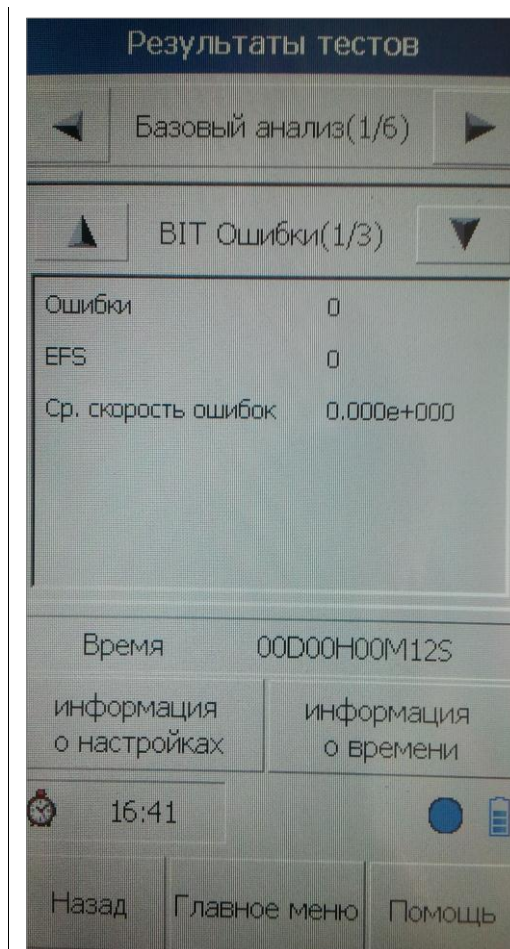 Результаты тестов
Базовый анализ(1/6)
BIT Ошибки(1/3)
Ошибки 0
EFS 0
Ср. скорость ошибок 0.000e+000
Время 00D00H00M12S
информация о настройках
информация о времени
16:41
Назад Главное меню Помощь